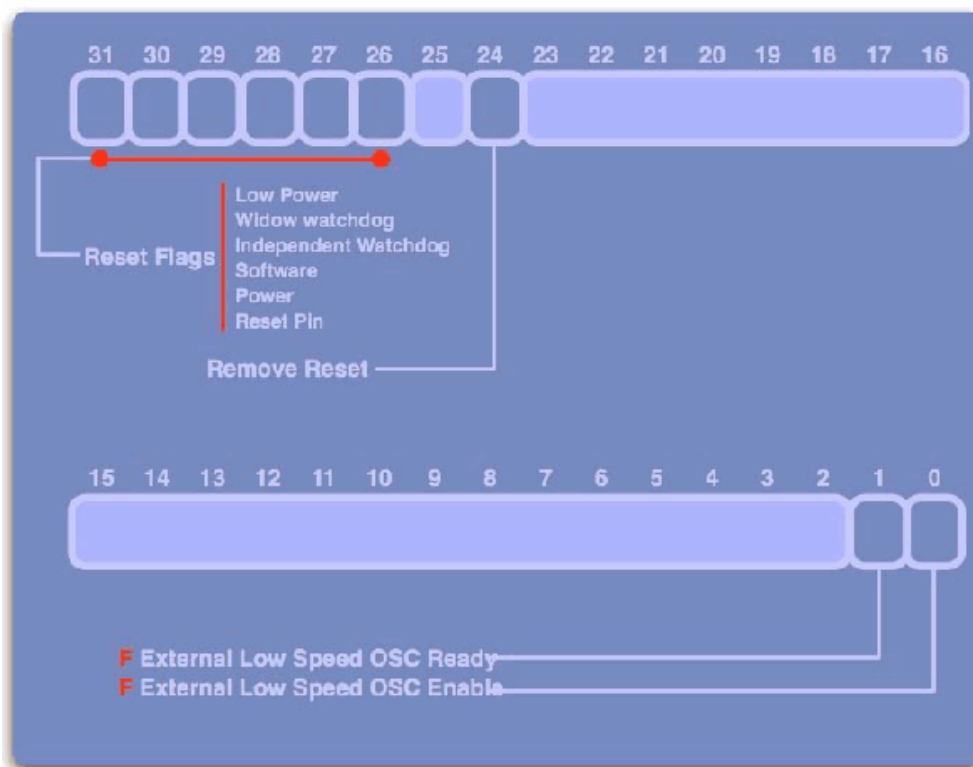 31 30 29 28 27 26 25 24 23 22 21 20 19 18 17 16
Low Power
Widow watchdog
Independent Watchdog
Reset Flags
Software
Power
Reset Pin
Remove Reset
15 14 13 12 11 10 9 8 7 6 5 4 3 2 1 0
F External Low Speed OSC Ready
F External Low Speed OSC Enable